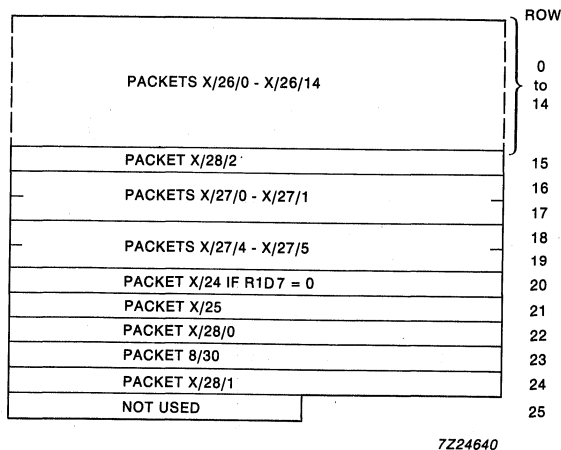 ROW
PACKETS X/26/0 - X/26/14
0
to
14
PACKET X/28/2
15
PACKETS X/27/0 - X/27/1
16
17
PACKETS X/27/4 - X/27/5
18
19
PACKET X/24 IF R1D7 = 0
20
PACKET X/25
21
PACKET X/28/0
22
PACKET 8/30
23
PACKET X/28/1
24
NOT USED
25
7Z24640